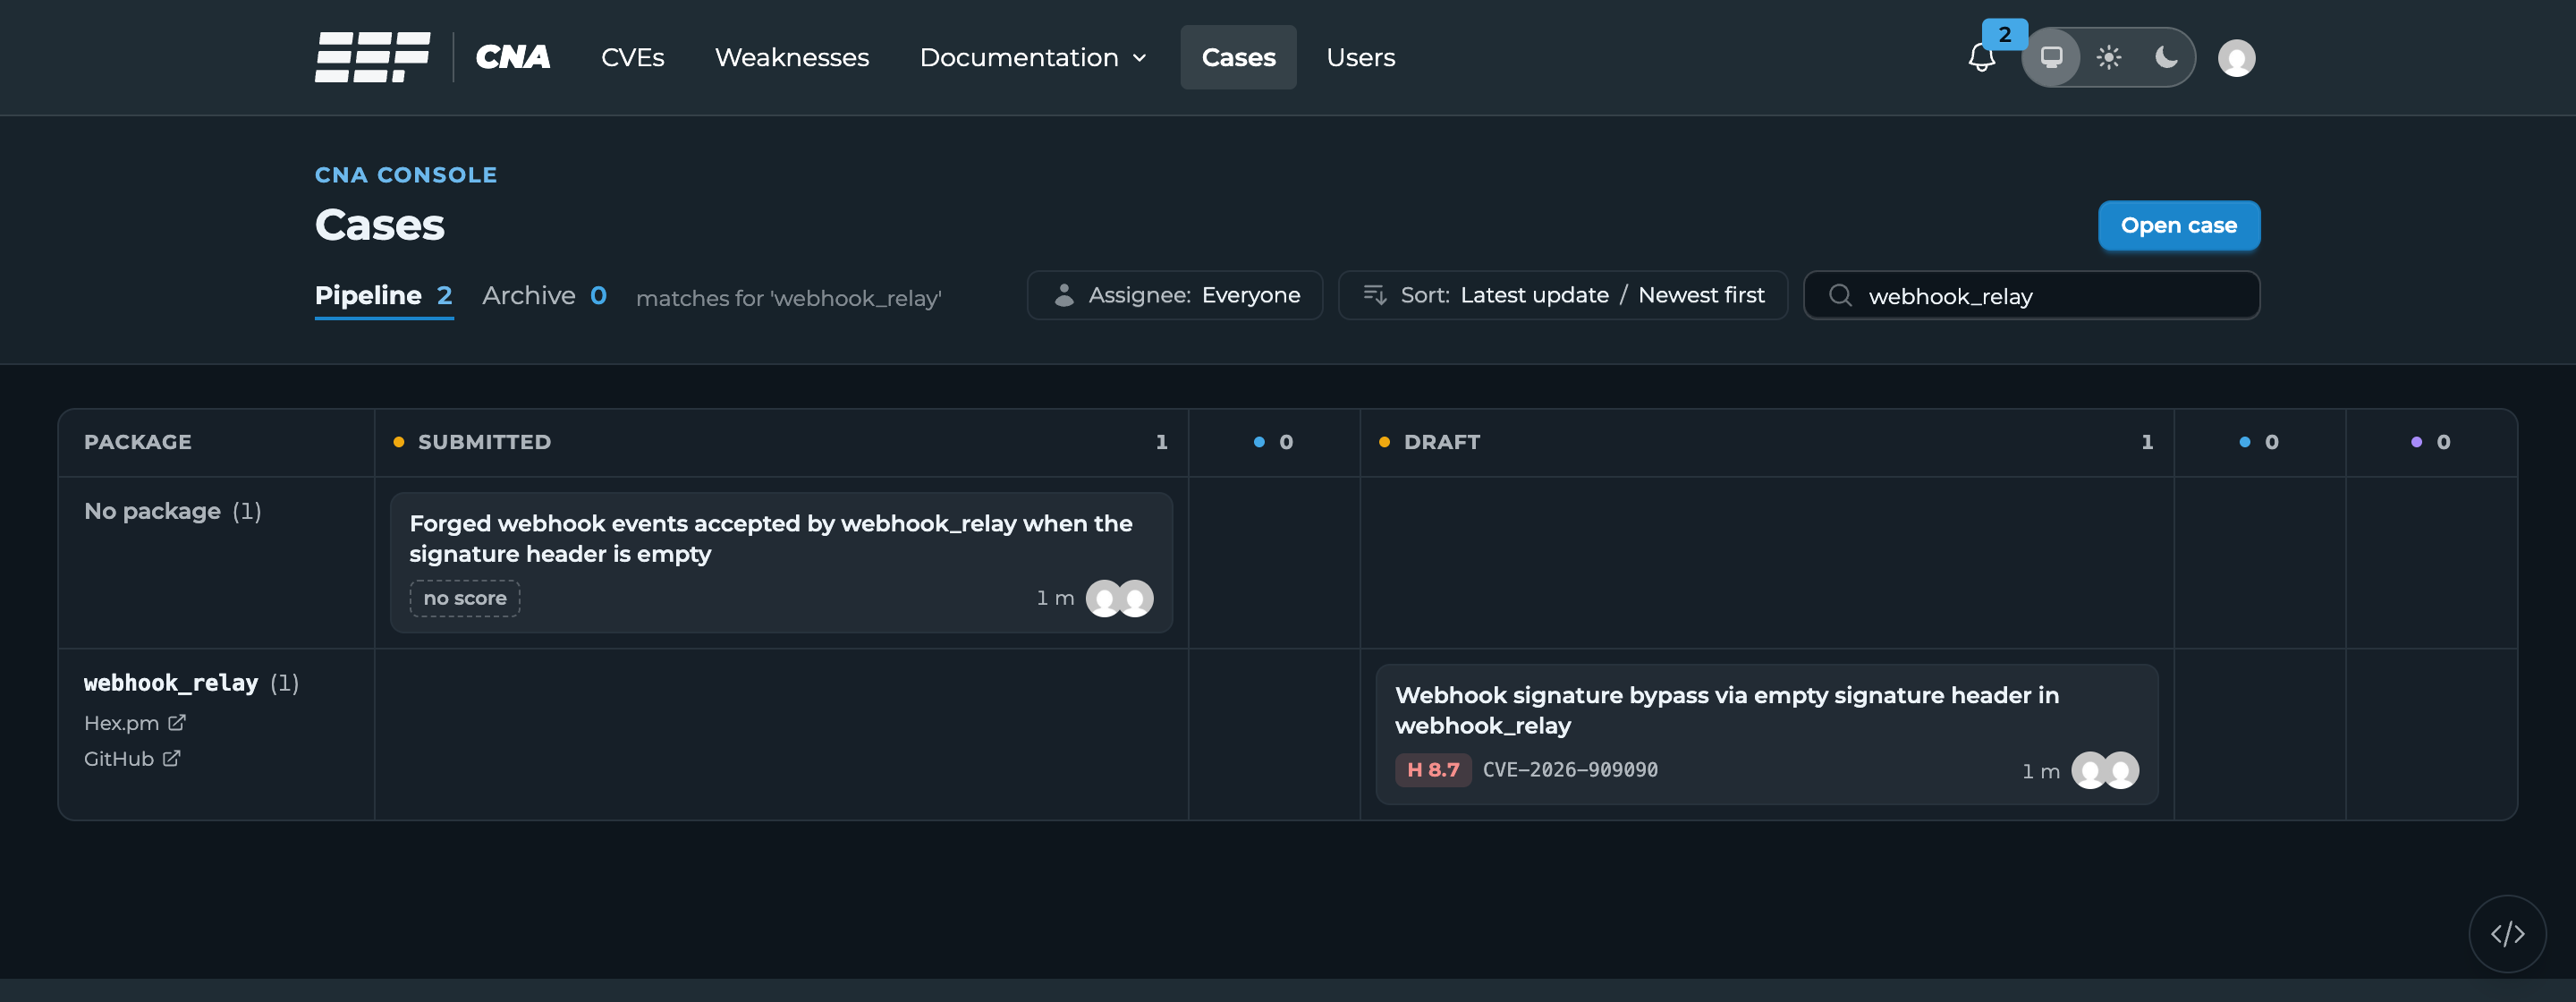 EEF CNA CVEs Weaknesses Documentation Cases Users 2
CNA CONSOLE
Cases
Open case
Pipeline 2 Archive 0 matches for 'webhook_relay' Assignee: Everyone Sort: Latest update / Newest first webhook_relay
PACKAGE SUBMITTED 1 0 DRAFT 1 0 0
No package (1)
Forged webhook events accepted by webhook_relay when the
signature header is empty
no score 1 m
webhook_relay (1)
Hex.pm
GitHub
Webhook signature bypass via empty signature header in
webhook_relay
H 8.7 CVE-2026-909090 1 m